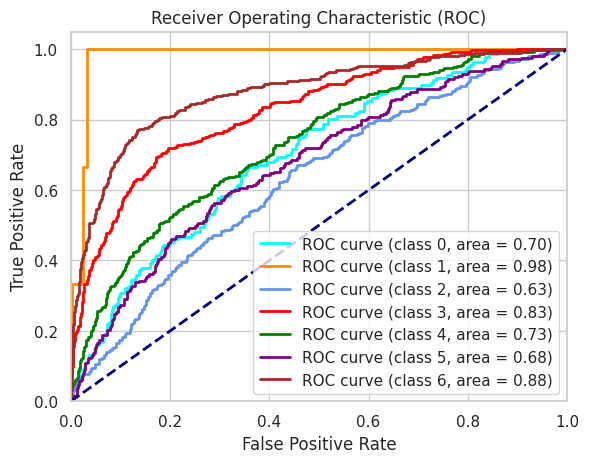 Receiver Operating Characteristic (ROC)
True Positive Rate
1.0
0.8
0.6
0.4
0.2
0.0
ROC curve (class 0, area = 0.70)
ROC curve (class 1, area = 0.98)
ROC curve (class 2, area = 0.63)
ROC curve (class 3, area = 0.83)
ROC curve (class 4, area = 0.73)
ROC curve (class 5, area = 0.68)
ROC curve (class 6, area = 0.88)
0.0 0.2 0.4 0.6 0.8 1.0
False Positive Rate